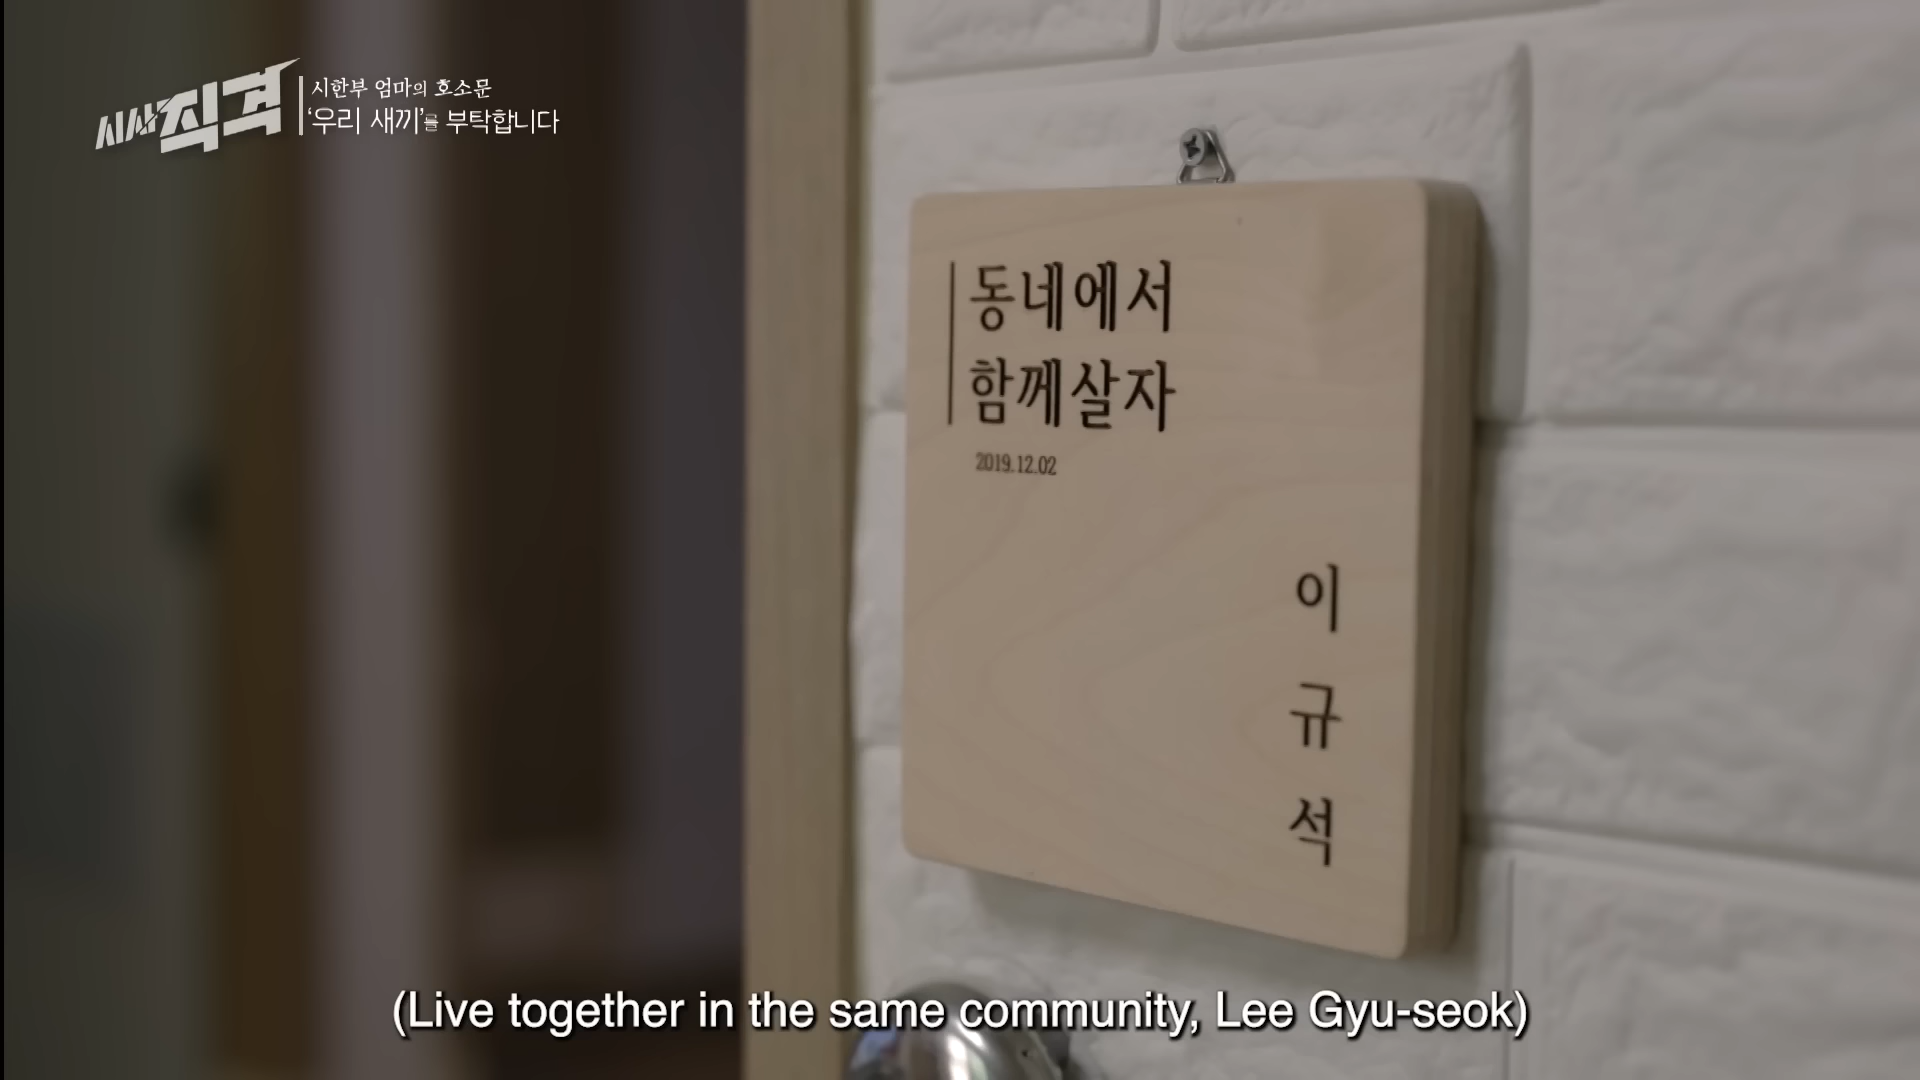 시사직격
시한부 엄마의 호소문
‘우리 새끼’를 부탁합니다
동네에서
함께살자
2019.12.02
이
규
석
(Live together in the same community, Lee Gyu-seok)